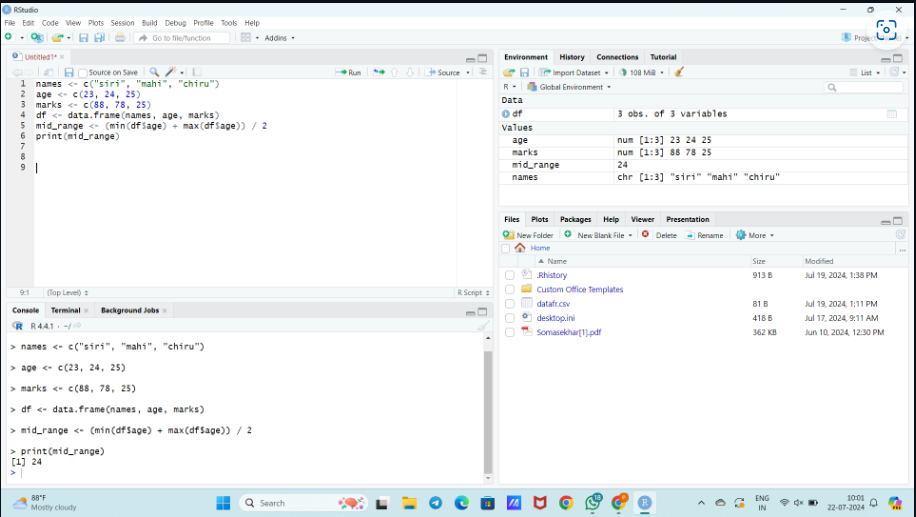 RStudio
File Edit Code View Plots Session Build Debug Profile Tools Help
Go to file/function Addins
Untitled1*
Source on Save Run Source
1 names <- c("siri", "mahi", "chiru")
2 age <- c(23, 24, 25)
3 marks <- c(88, 78, 25)
4 df <- data.frame(names, age, marks)
5 mid_range <- (min(df$age) + max(df$age)) / 2
6 print(mid_range)
7
8
9
9:1 (Top Level) R Script
Console Terminal Background Jobs
R 4.4.1 · ~/
> names <- c("siri", "mahi", "chiru")
> age <- c(23, 24, 25)
> marks <- c(88, 78, 25)
> df <- data.frame(names, age, marks)
> mid_range <- (min(df$age) + max(df$age)) / 2
> print(mid_range)
[1] 24
>
Environment History Connections Tutorial
Import Dataset 108 MiB List
R Global Environment
Data
df 3 obs. of 3 variables
Values
age num [1:3] 23 24 25
marks num [1:3] 88 78 25
mid_range 24
names chr [1:3] "siri" "mahi" "chiru"
Files Plots Packages Help Viewer Presentation
New Folder New Blank File Delete Rename More
Home
Name Size Modified
.Rhistory 913 B Jul 19, 2024, 1:38 PM
Custom Office Templates
datafr.csv 81 B Jul 19, 2024, 1:11 PM
desktop.ini 418 B Jul 17, 2024, 9:11 AM
Somasekhar[1].pdf 362 KB Jun 10, 2024, 12:30 PM
88°F
Mostly cloudy
Search
18
ENG
IN
10:01
22-07-2024